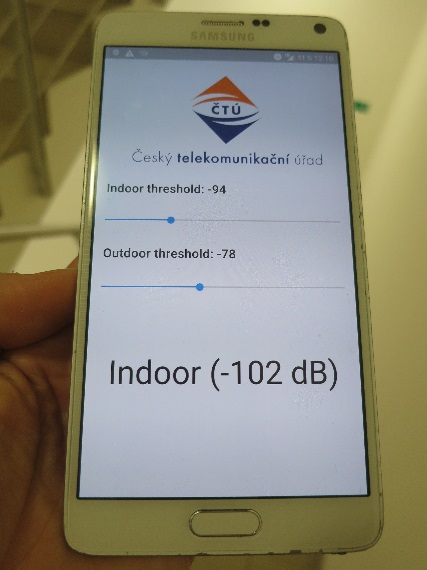 SAMSUNG
ČTÚ
Český telekomunikační úřad
Indoor threshold: -94
Outdoor threshold: -78
Indoor (-102 dB)